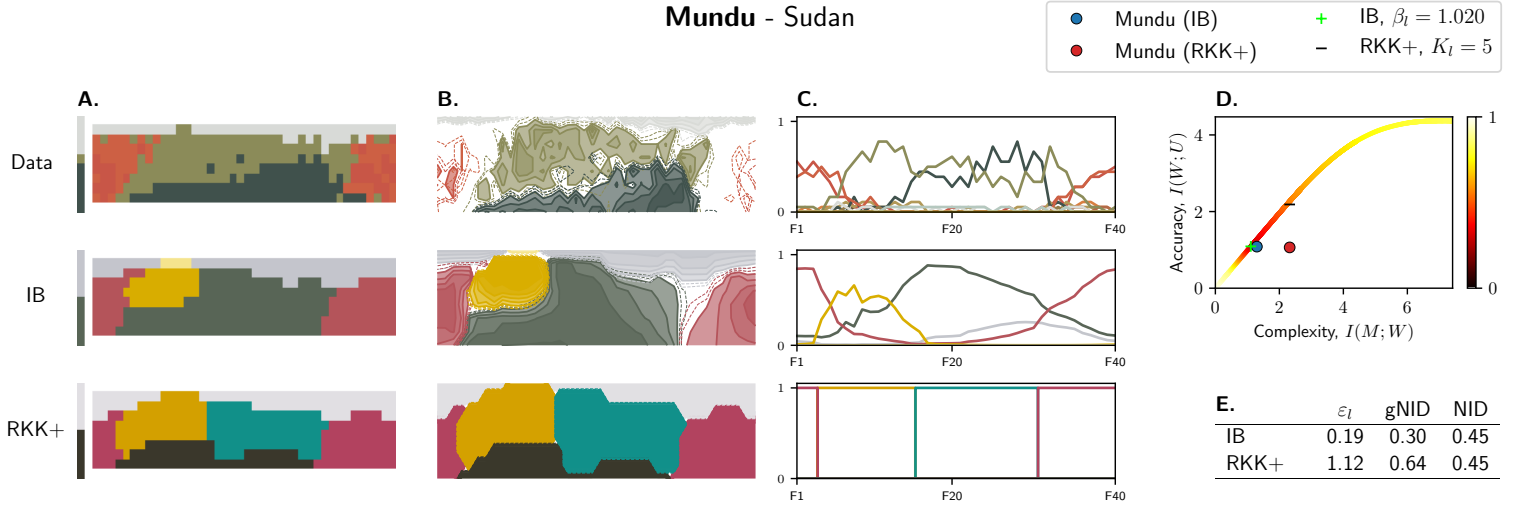 Mundu - Sudan
Mundu (IB)
Mundu (RKK+)
IB, βl = 1.020
RKK+, Kl = 5
A.
B.
C.
D.
Data
IB
RKK+
1
0
F1
F20
F40
1
0
F1
F20
F40
1
0
F1
F20
F40
Accuracy, I(W; U)
4
2
0
0
2
4
6
Complexity, I(M; W)
1
0
E.
εl gNID NID
IB 0.19 0.30 0.45
RKK+ 1.12 0.64 0.45